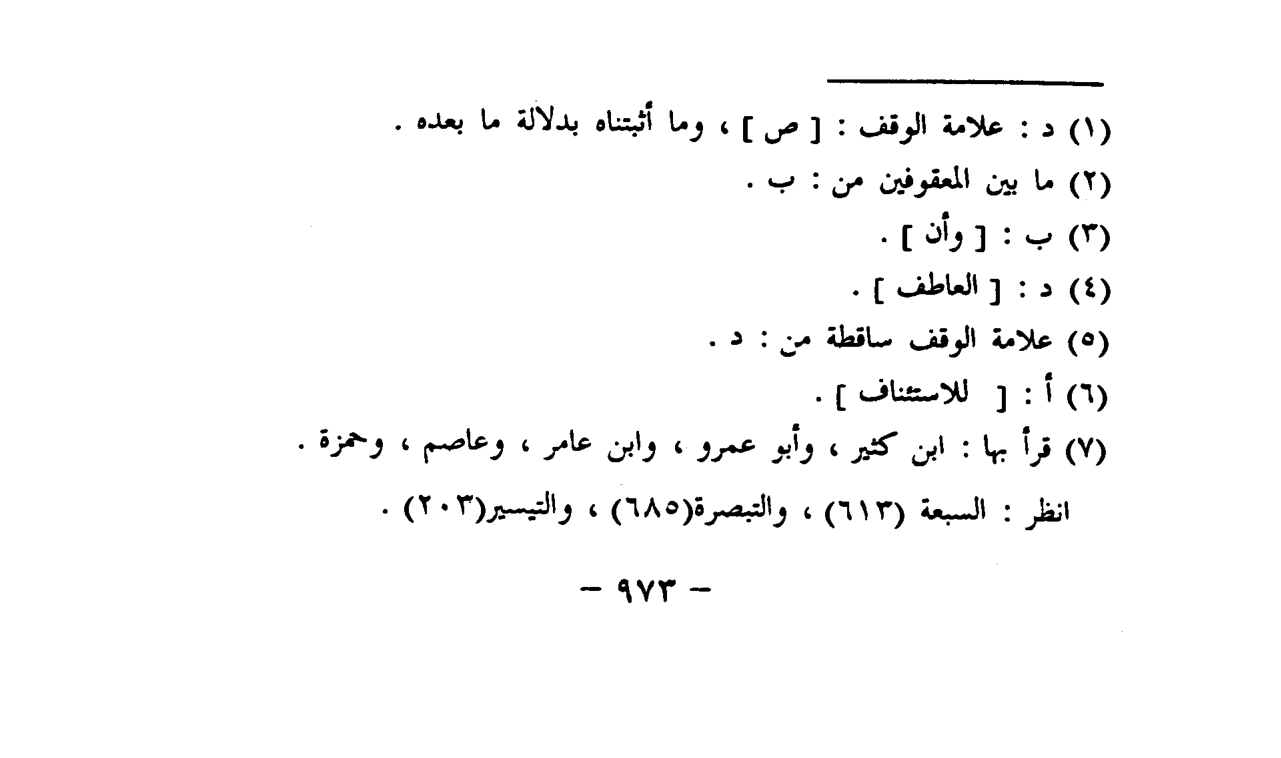 (١) د : علامة الوقف : [ ص ] ، وما أثبتناه بدلالة ما بعده .
(٢) ما بين المعقوفين من : ب .
(٣) ب : [ وأن ] .
(٤) د : [ العاطف ] .
(٥) علامة الوقف ساقطة من : د .
(٦) أ : [ للاستئناف ] .
(٧) قرأ بها : ابن كثير ، وأبو عمرو ، وابن عامر ، وعاصم ، وحمزة .
انظر : السبعة (٦١٣) ، والتبصرة(٦٨٥) ، والتيسير(٢٠٣) .
– ٩٧٣ –